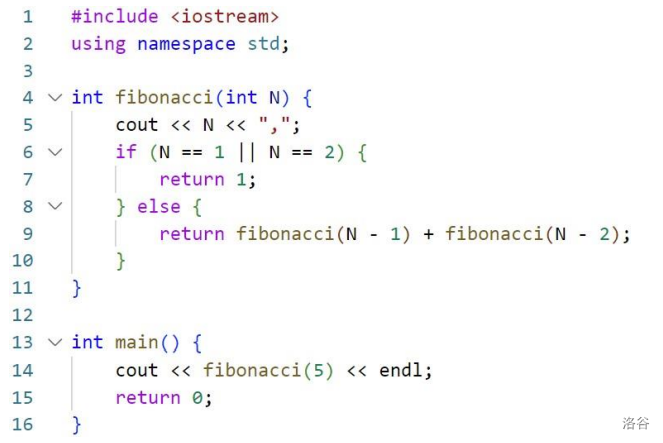 1 #include <iostream>
2 using namespace std;
3
4 int fibonacci(int N) {
5     cout << N << ",";
6     if (N == 1 || N == 2) {
7         return 1;
8     } else {
9         return fibonacci(N - 1) + fibonacci(N - 2);
10     }
11 }
12
13 int main() {
14     cout << fibonacci(5) << endl;
15     return 0;
16 }
洛谷